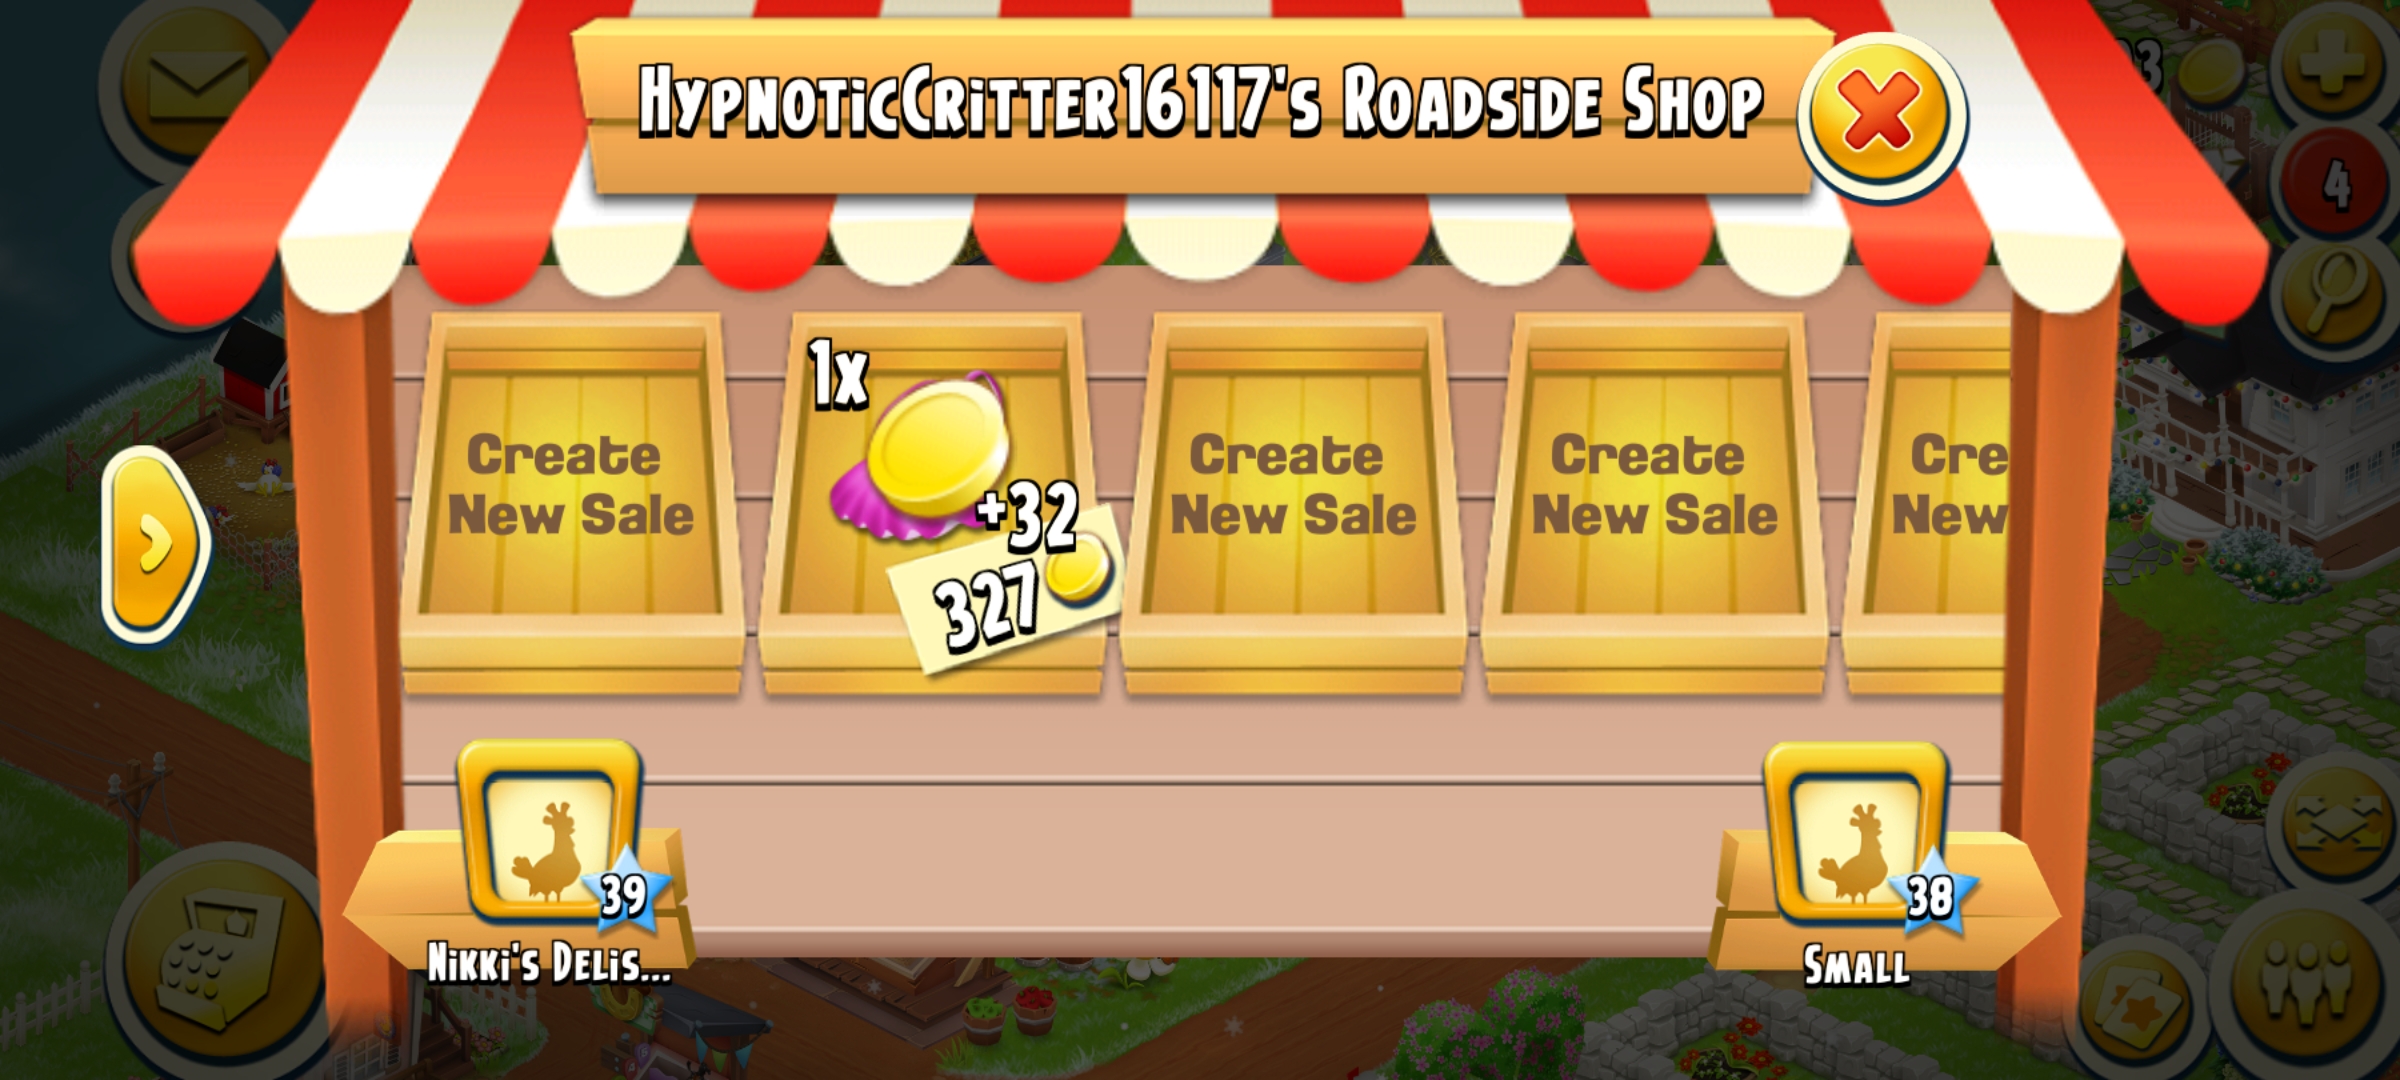 HypnoticCritter16117's Roadside Shop
4
Create
New Sale
1x
+32
327
Create
New Sale
Create
New Sale
Cre
New
39
Nikki's Delis...
38
Small